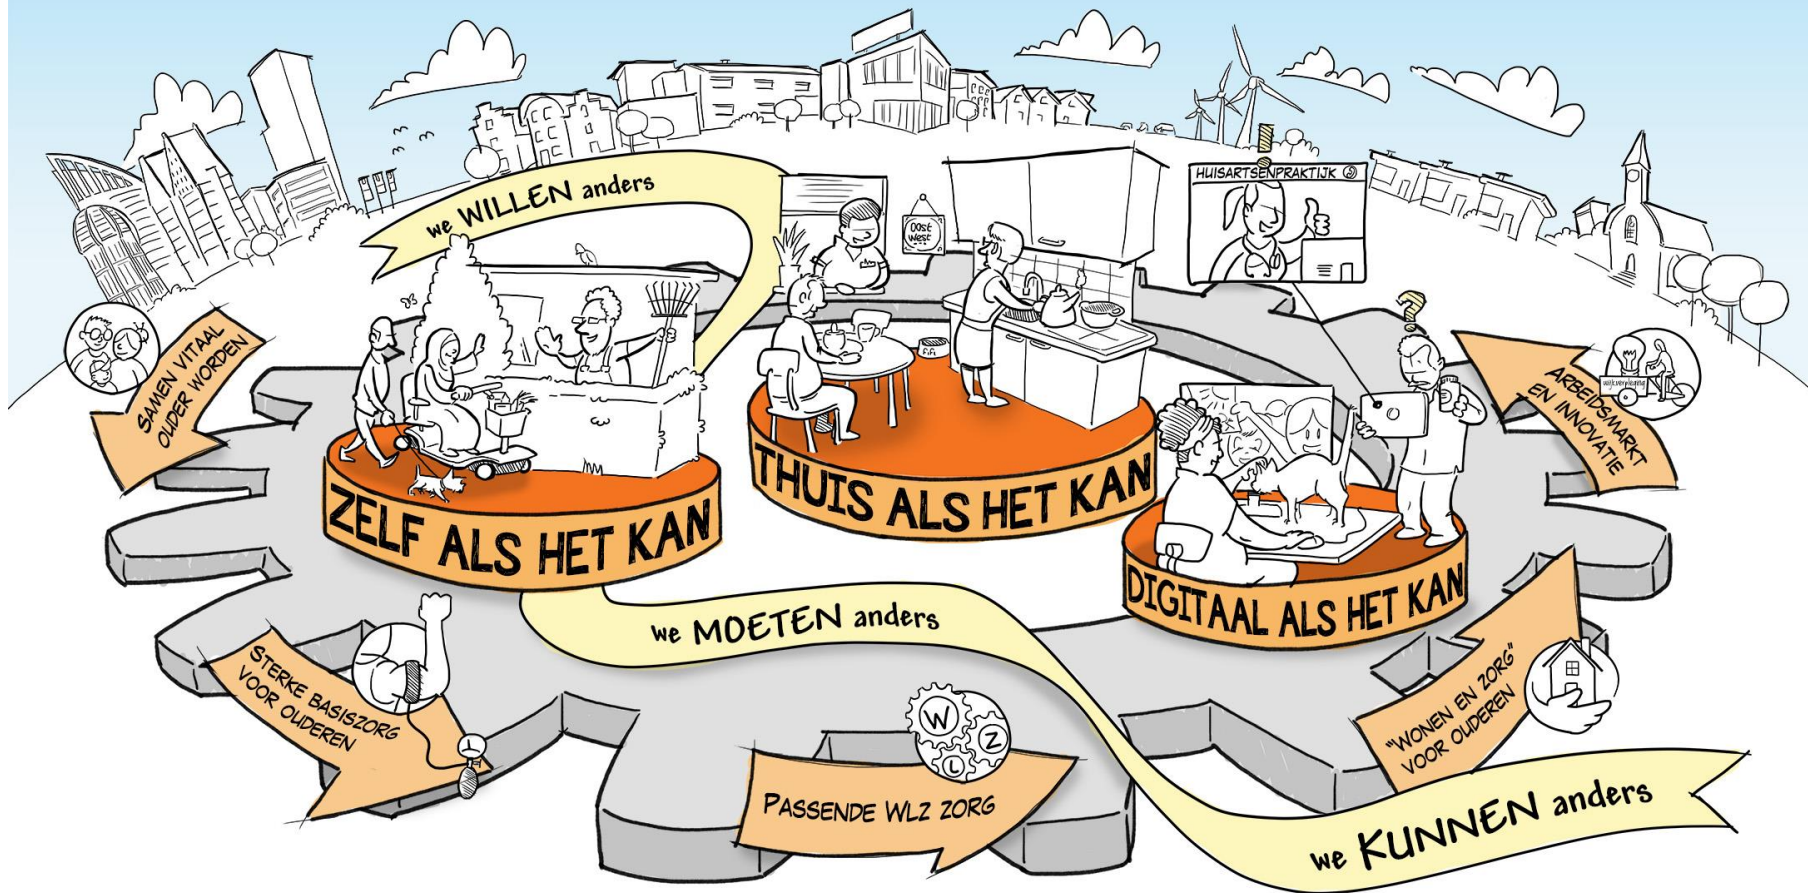 we WILLEN anders
HUISARTSENPRAKTIJK
Oost
West
FiFi
SAMEN VITAAL
OUDER WORDEN
ARBEIDSMARKT
EN INNOVATIE
wijkverpleging
ZELF ALS HET KAN
THUIS ALS HET KAN
DIGITAAL ALS HET KAN
we MOETEN anders
STERKE BASISZORG
VOOR OUDEREN
W
L
Z
PASSENDE WLZ ZORG
"WONEN EN ZORG"
VOOR OUDEREN
we KUNNEN anders